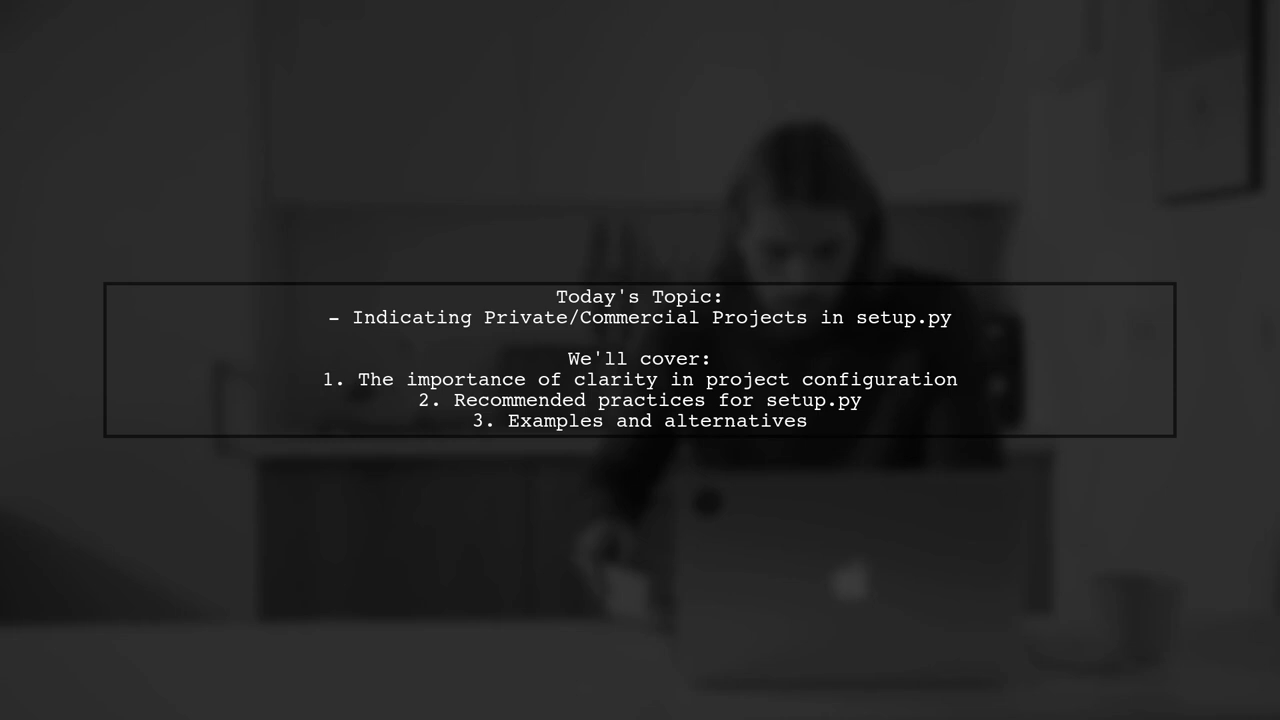 Today's Topic:
- Indicating Private/Commercial Projects in setup.py
We'll cover:
1. The importance of clarity in project configuration
2. Recommended practices for setup.py
3. Examples and alternatives